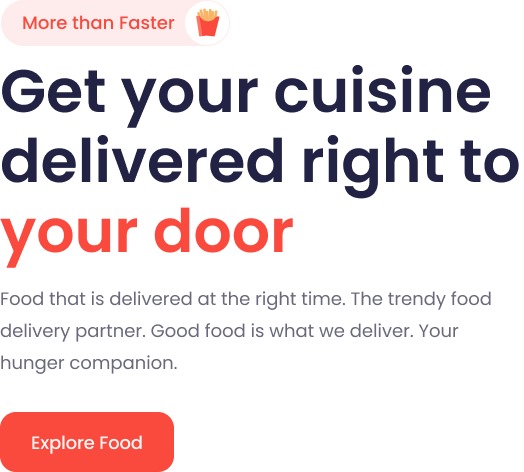 More than Faster
Get your cuisine
delivered right to
your door
Food that is delivered at the right time. The trendy food
delivery partner. Good food is what we deliver. Your
hunger companion.
Explore Food